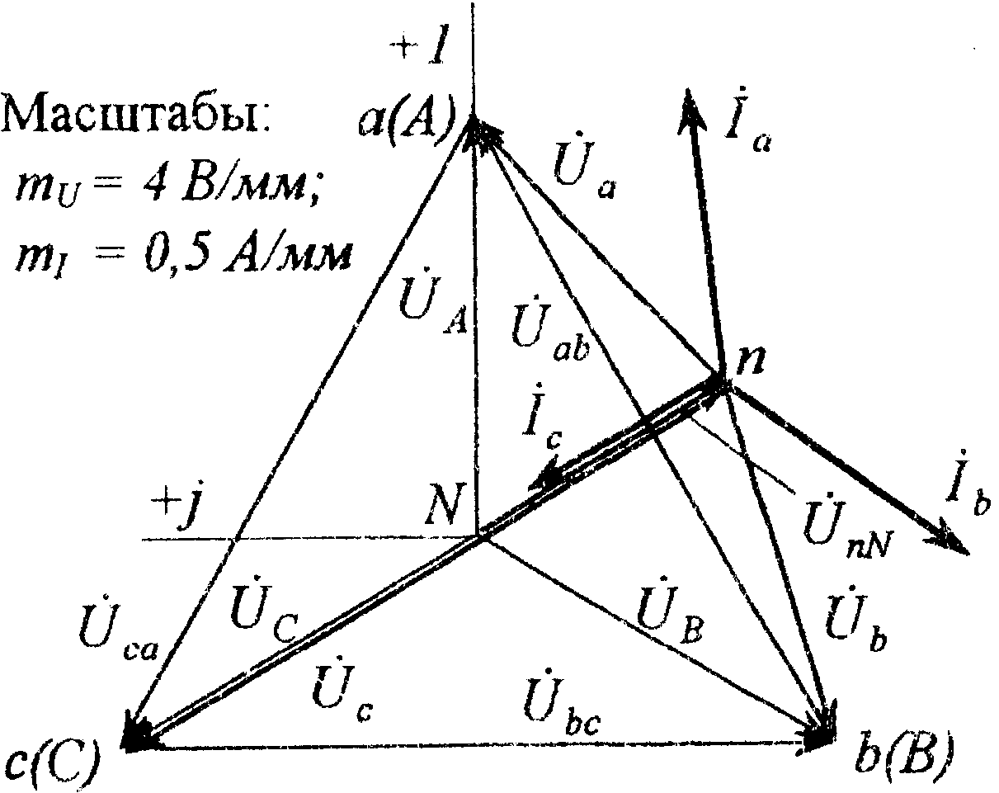 +1
Масштабы:
a(A)
m_U = 4 В/мм;
m_I = 0,5 А/мм
İ_a
U̇_a
U̇_A
U̇_ab
n
İ_c
+j
N
İ_b
U̇_nN
U̇_ca
U̇_C
U̇_B
U̇_b
U̇_c
U̇_bc
c(C)
b(B)